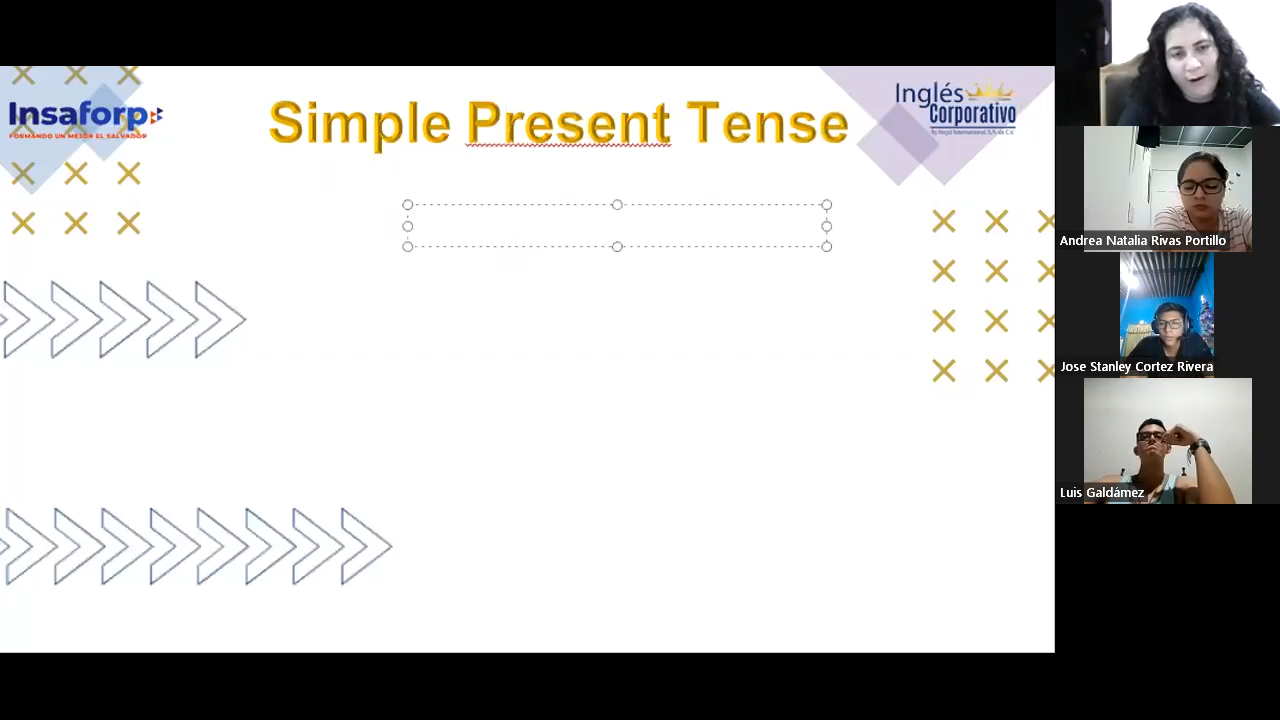 Insaforp
FORMANDO UN MEJOR EL SALVADOR
Simple Present Tense
Inglés
Corporativo
Andrea Natalia Rivas Portillo
Jose Stanley Cortez Rivera
Luis Galdámez